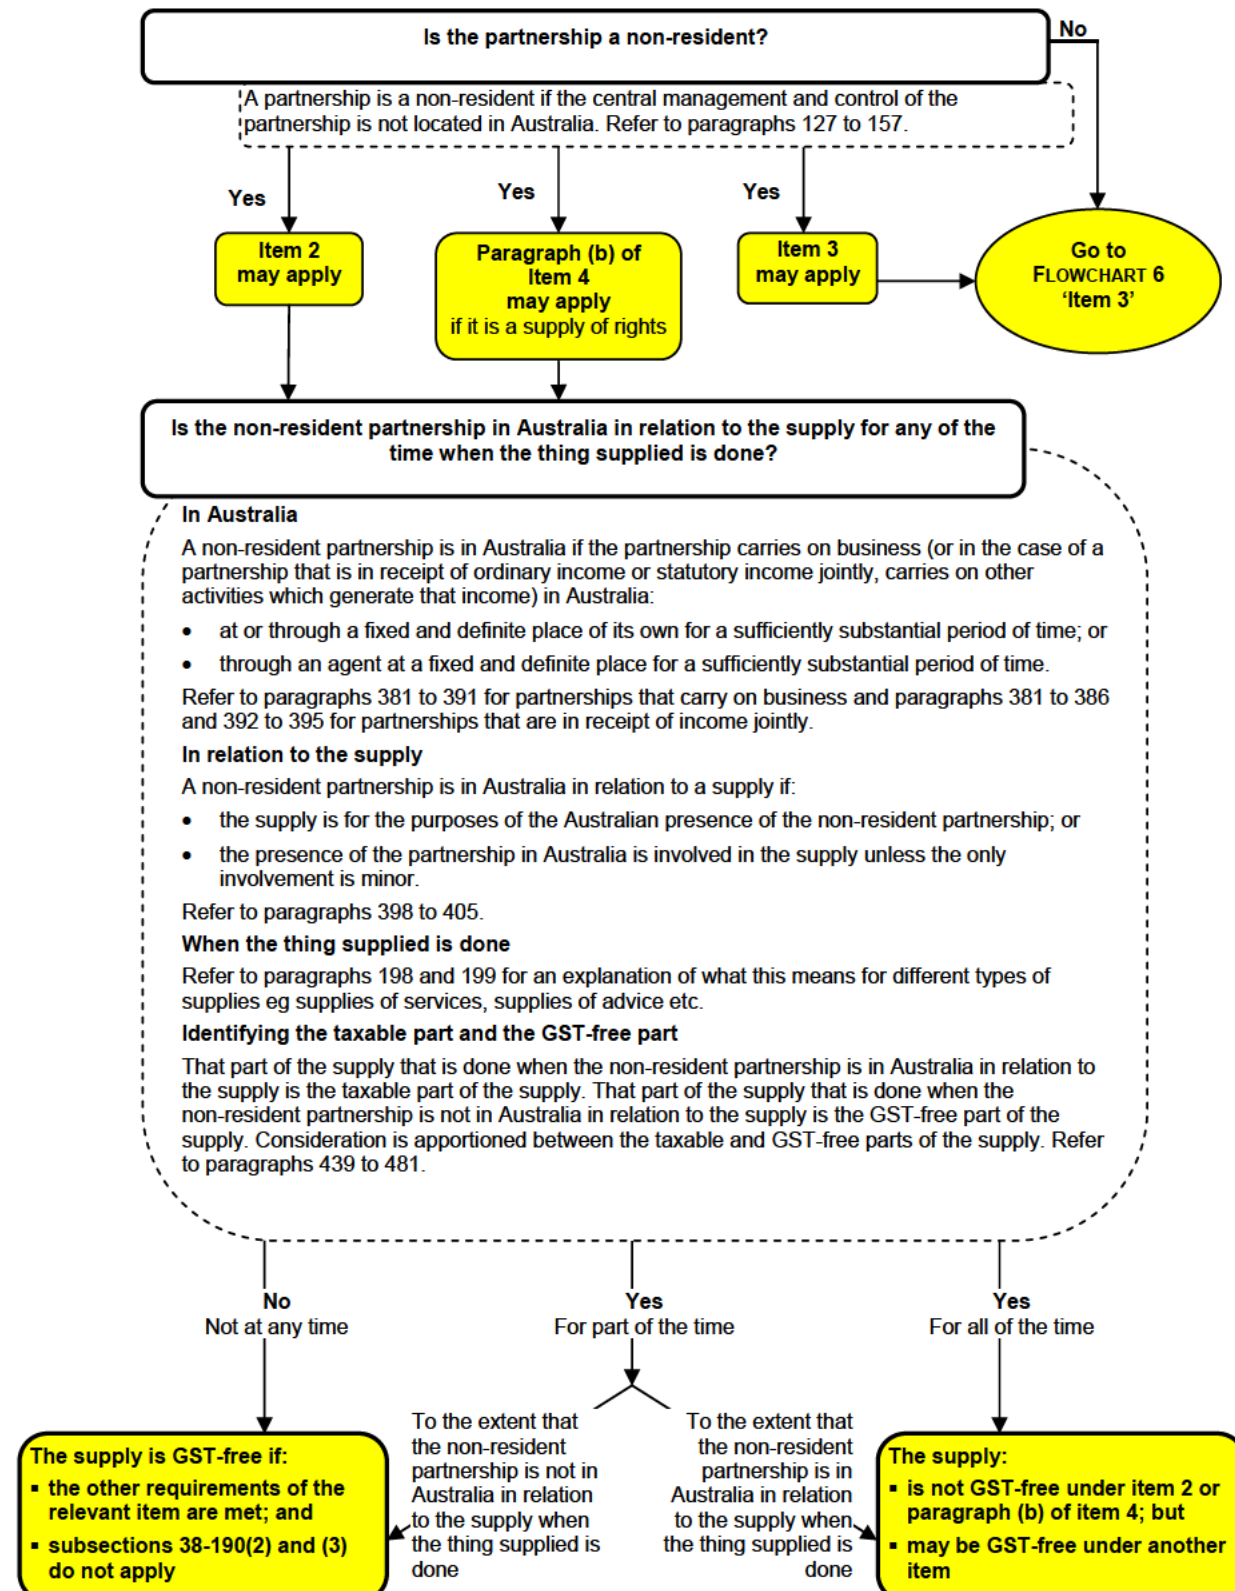 Is the partnership a non-resident?
No
A partnership is a non-resident if the central management and control of the
partnership is not located in Australia. Refer to paragraphs 127 to 157.
Yes
Yes
Yes
Item 2
may apply
Paragraph (b) of
Item 4
may apply
if it is a supply of rights
Item 3
may apply
Go to
FLOWCHART 6
‘Item 3’
Is the non-resident partnership in Australia in relation to the supply for any of the
time when the thing supplied is done?
In Australia
A non-resident partnership is in Australia if the partnership carries on business (or in the case of a
partnership that is in receipt of ordinary income or statutory income jointly, carries on other
activities which generate that income) in Australia:
• at or through a fixed and definite place of its own for a sufficiently substantial period of time; or
• through an agent at a fixed and definite place for a sufficiently substantial period of time.
Refer to paragraphs 381 to 391 for partnerships that carry on business and paragraphs 381 to 386
and 392 to 395 for partnerships that are in receipt of income jointly.
In relation to the supply
A non-resident partnership is in Australia in relation to a supply if:
• the supply is for the purposes of the Australian presence of the non-resident partnership; or
• the presence of the partnership in Australia is involved in the supply unless the only
involvement is minor.
Refer to paragraphs 398 to 405.
When the thing supplied is done
Refer to paragraphs 198 and 199 for an explanation of what this means for different types of
supplies eg supplies of services, supplies of advice etc.
Identifying the taxable part and the GST-free part
That part of the supply that is done when the non-resident partnership is in Australia in relation to
the supply is the taxable part of the supply. That part of the supply that is done when the
non-resident partnership is not in Australia in relation to the supply is the GST-free part of the
supply. Consideration is apportioned between the taxable and GST-free parts of the supply. Refer
to paragraphs 439 to 481.
No
Not at any time
Yes
For part of the time
Yes
For all of the time
The supply is GST-free if:
▪ the other requirements of the
relevant item are met; and
▪ subsections 38-190(2) and (3)
do not apply
To the extent that
the non-resident
partnership is not in
Australia in relation
to the supply when
the thing supplied is
done
To the extent that
the non-resident
partnership is in
Australia in relation
to the supply when
the thing supplied is
done
The supply:
▪ is not GST-free under item 2 or
paragraph (b) of item 4; but
▪ may be GST-free under another
item